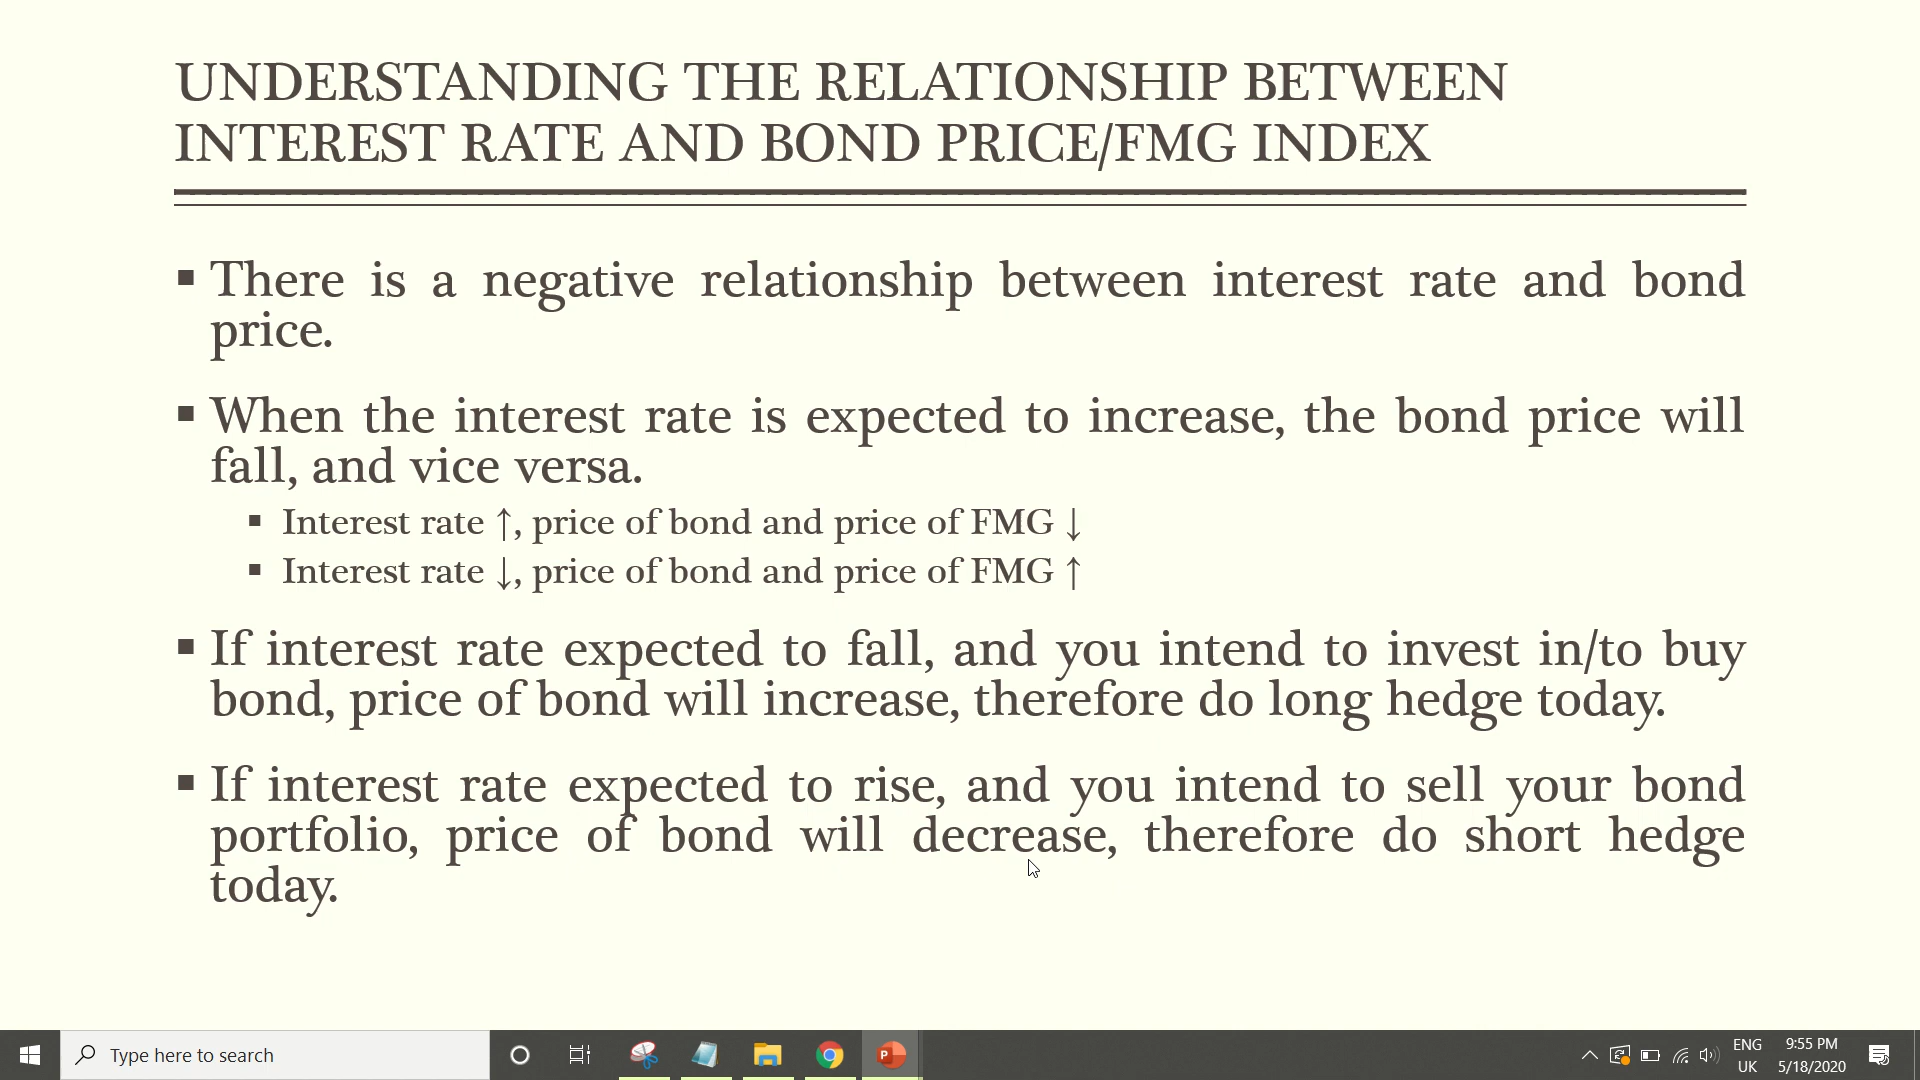 UNDERSTANDING THE RELATIONSHIP BETWEEN
INTEREST RATE AND BOND PRICE/FMG INDEX
▪ There is a negative relationship between interest rate and bond
price.
▪ When the interest rate is expected to increase, the bond price will
fall, and vice versa.
▪ Interest rate ↑, price of bond and price of FMG ↓
▪ Interest rate ↓, price of bond and price of FMG ↑
▪ If interest rate expected to fall, and you intend to invest in/to buy
bond, price of bond will increase, therefore do long hedge today.
▪ If interest rate expected to rise, and you intend to sell your bond
portfolio, price of bond will decrease, therefore do short hedge
today.
Type here to search
ENG
UK
9:55 PM
5/18/2020